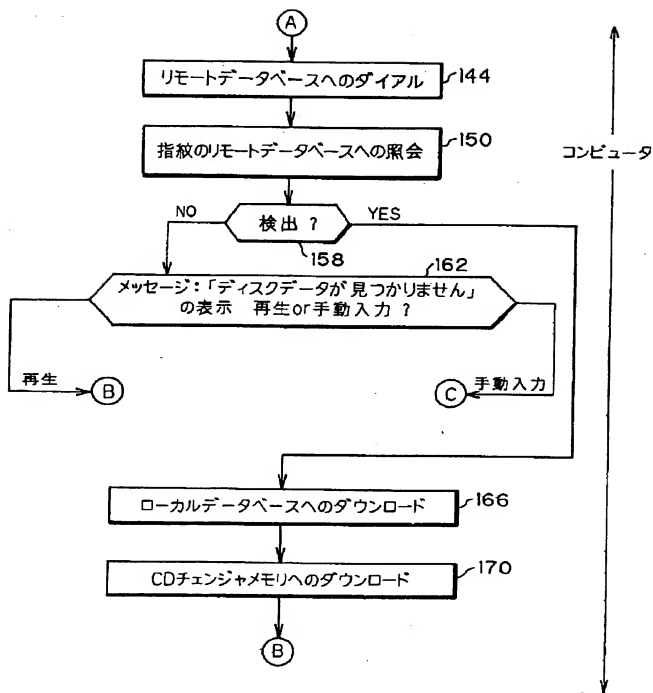 A
リモートデータベースへのダイアル
144
指紋のリモートデータベースへの照会
150
コンピュータ
NO
検出 ?
YES
158
162
メッセージ:「ディスクデータが見つかりません」
の表示 再生or手動入力 ?
再生
B
C
手動入力
ローカルデータベースへのダウンロード
166
CDチェンジャメモリへのダウンロード
170
B